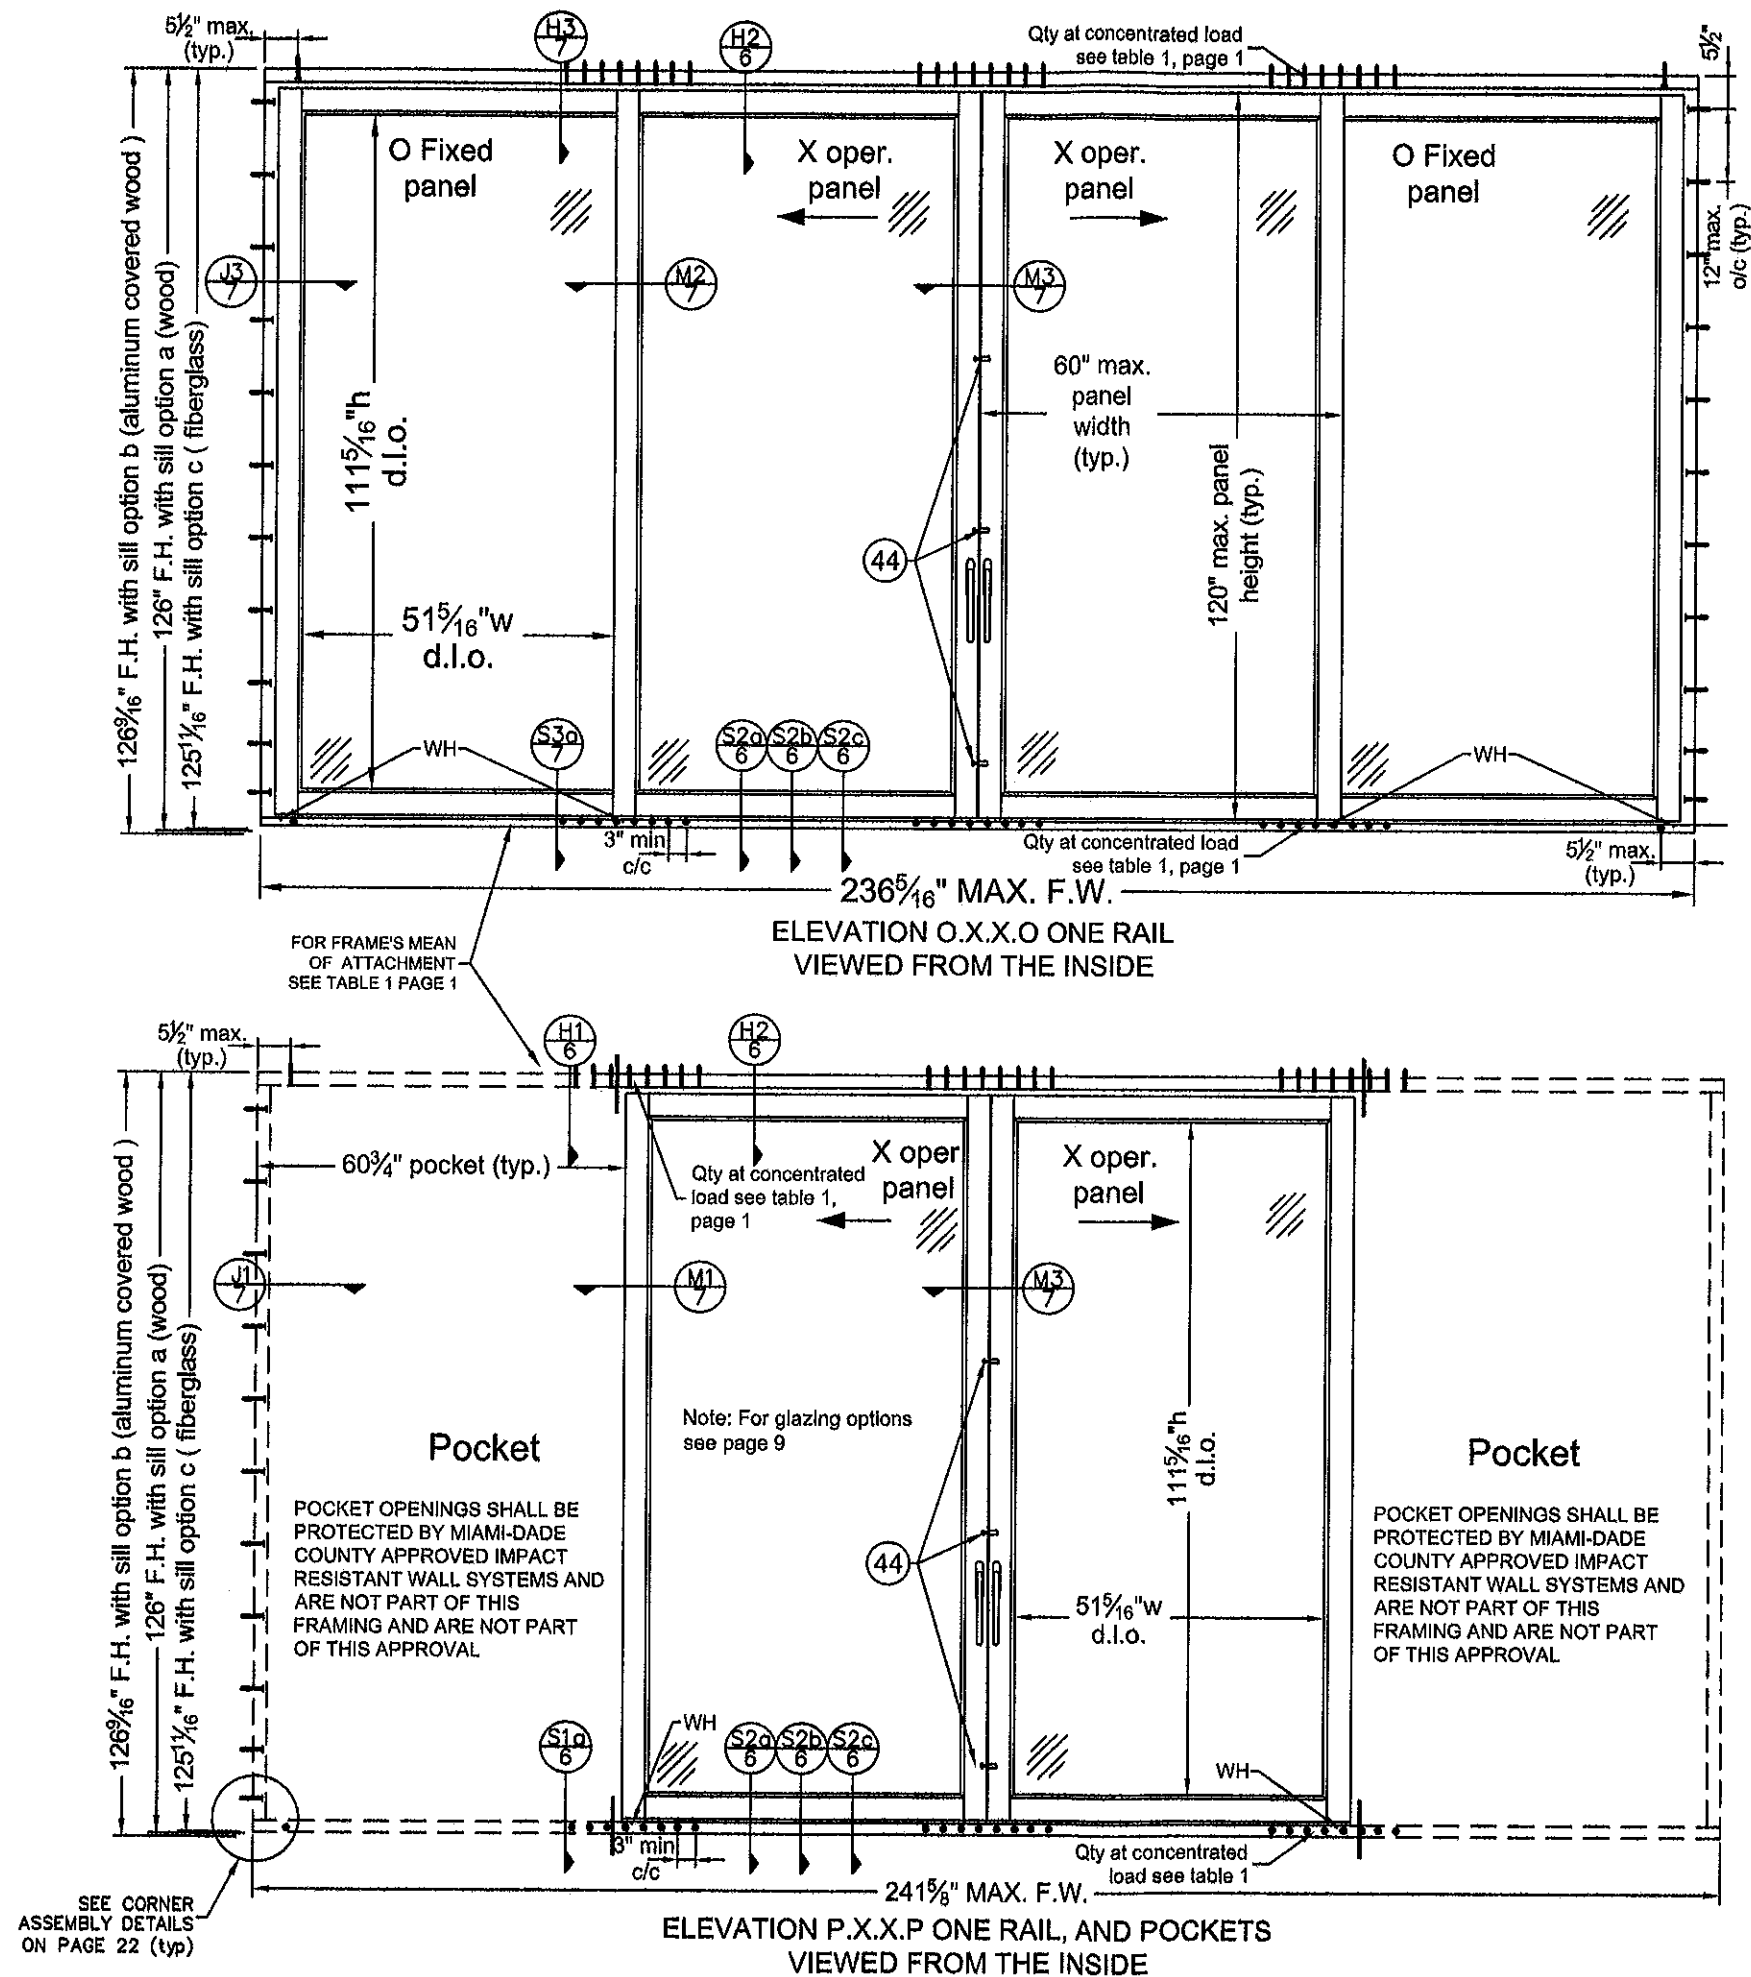 5½" max.
(typ.)
H3
7
H2
6
Qty at concentrated load
see table 1, page 1
5½"
12" max.
o/c (typ.)
126⁹⁄₁₆" F.H. with sill option b (aluminum covered wood )
126" F.H. with sill option a (wood)
125¹¹⁄₁₆" F.H. with sill option c ( fiberglass)
O Fixed
panel
X oper.
panel
X oper.
panel
O Fixed
panel
J3
7
M2
7
M3
7
111⁵⁄₁₆"h
d.l.o.
60" max.
panel
width
(typ.)
120" max. panel
height (typ.)
44
51⁵⁄₁₆"w
d.l.o.
WH
S3a
7
S2a
6
S2b
6
S2c
6
WH
3" min
c/c
Qty at concentrated load
see table 1, page 1
5½" max.
(typ.)
236⁵⁄₁₆" MAX. F.W.
ELEVATION O.X.X.O ONE RAIL
VIEWED FROM THE INSIDE
FOR FRAME'S MEAN
OF ATTACHMENT
SEE TABLE 1 PAGE 1
5½" max.
(typ.)
H1
6
H2
6
126⁹⁄₁₆" F.H. with sill option b (aluminum covered wood )
126" F.H. with sill option a (wood)
125¹¹⁄₁₆" F.H. with sill option c ( fiberglass)
60¾" pocket (typ.)
Qty at concentrated
load see table 1,
page 1
X oper
panel
X oper.
panel
J1
7
M1
7
M3
7
Note: For glazing options
see page 9
111⁵⁄₁₆"h
d.l.o.
Pocket
POCKET OPENINGS SHALL BE
PROTECTED BY MIAMI-DADE
COUNTY APPROVED IMPACT
RESISTANT WALL SYSTEMS AND
ARE NOT PART OF THIS
FRAMING AND ARE NOT PART
OF THIS APPROVAL
44
51⁵⁄₁₆"w
d.l.o.
Pocket
POCKET OPENINGS SHALL BE
PROTECTED BY MIAMI-DADE
COUNTY APPROVED IMPACT
RESISTANT WALL SYSTEMS AND
ARE NOT PART OF THIS
FRAMING AND ARE NOT PART
OF THIS APPROVAL
S1a
6
WH
S2a
6
S2b
6
S2c
6
WH
3" min
c/c
Qty at concentrated
load see table 1
241⅝" MAX. F.W.
SEE CORNER
ASSEMBLY DETAILS
ON PAGE 22 (typ)
ELEVATION P.X.X.P ONE RAIL, AND POCKETS
VIEWED FROM THE INSIDE